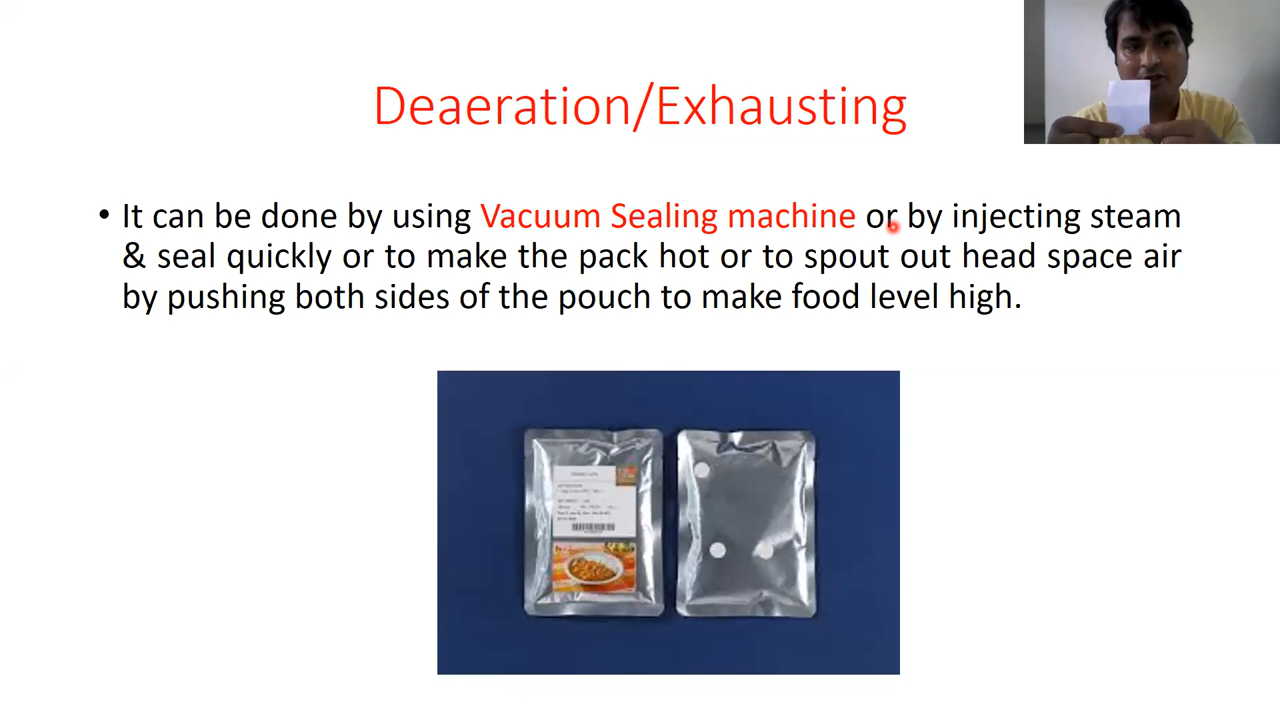 Deaeration/Exhausting
• It can be done by using Vacuum Sealing machine or by injecting steam
& seal quickly or to make the pack hot or to spout out head space air
by pushing both sides of the pouch to make food level high.